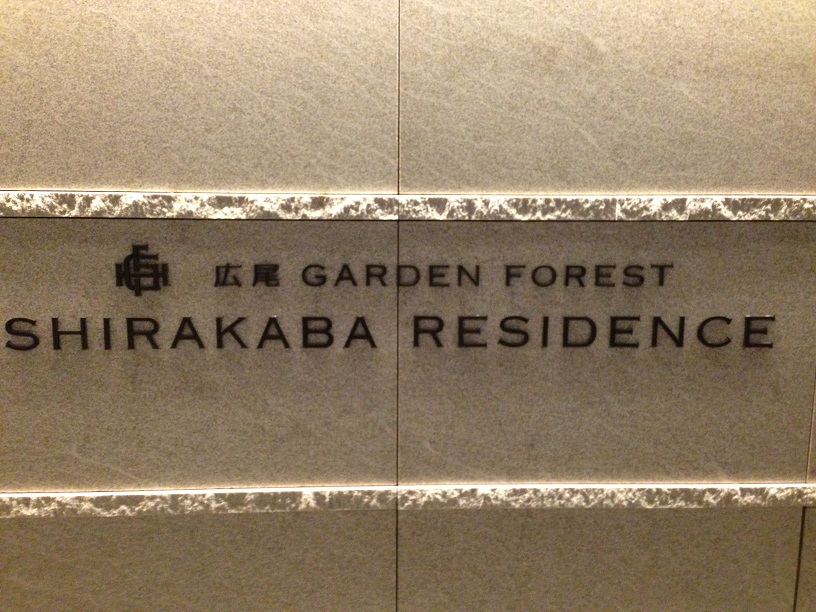 広尾 GARDEN FOREST
SHIRAKABA RESIDENCE